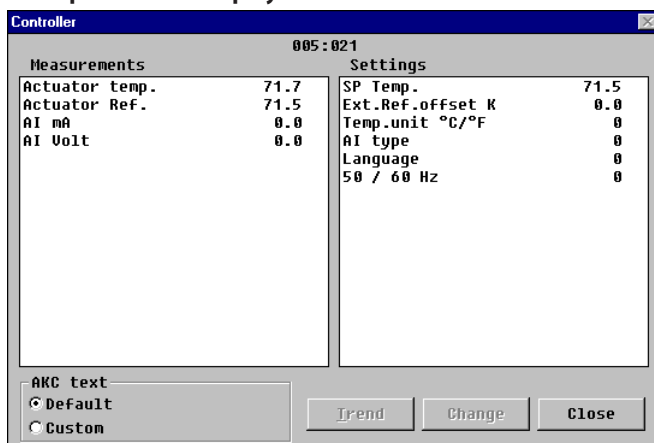 Controller
005:021
Measurements
Settings
Actuator temp. 71.7
Actuator Ref. 71.5
AI mA 0.0
AI Volt 0.0
SP Temp. 71.5
Ext.Ref.offset K 0.0
Temp.unit °C/°F 0
AI type 0
Language 0
50 / 60 Hz 0
AKC text
Default
Custom
Trend
Change
Close